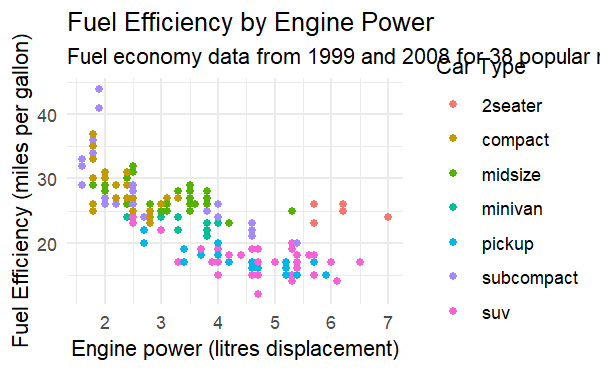 Fuel Efficiency by Engine Power
Fuel economy data from 1999 and 2008 for 38 popular
Car Type
Fuel Efficiency (miles per gallon)
40
30
20
2
3
4
5
6
7
Engine power (litres displacement)
2seater
compact
midsize
minivan
pickup
subcompact
suv